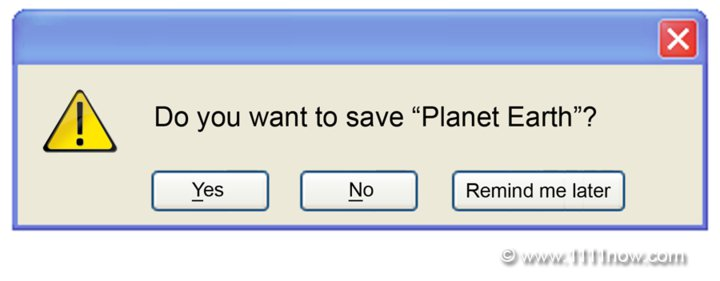 Do you want to save “Planet Earth”?
Yes No Remind me later
© www.1111now.com